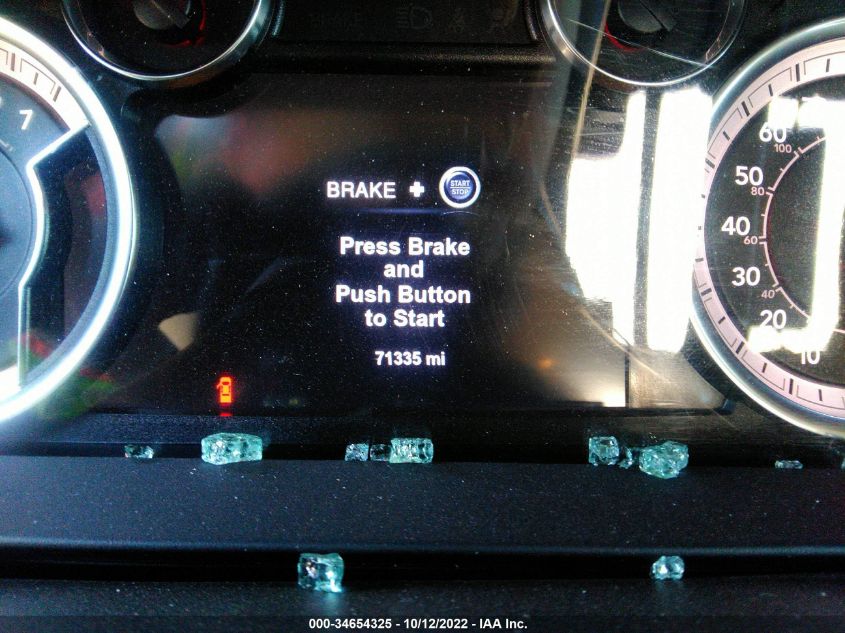 BRAKE
7
BRAKE + START STOP
Press Brake
and
Push Button
to Start
71335 mi
60
100
50
80
40
60
30
40
20
10
000-34654325 - 10/12/2022 - IAA Inc.